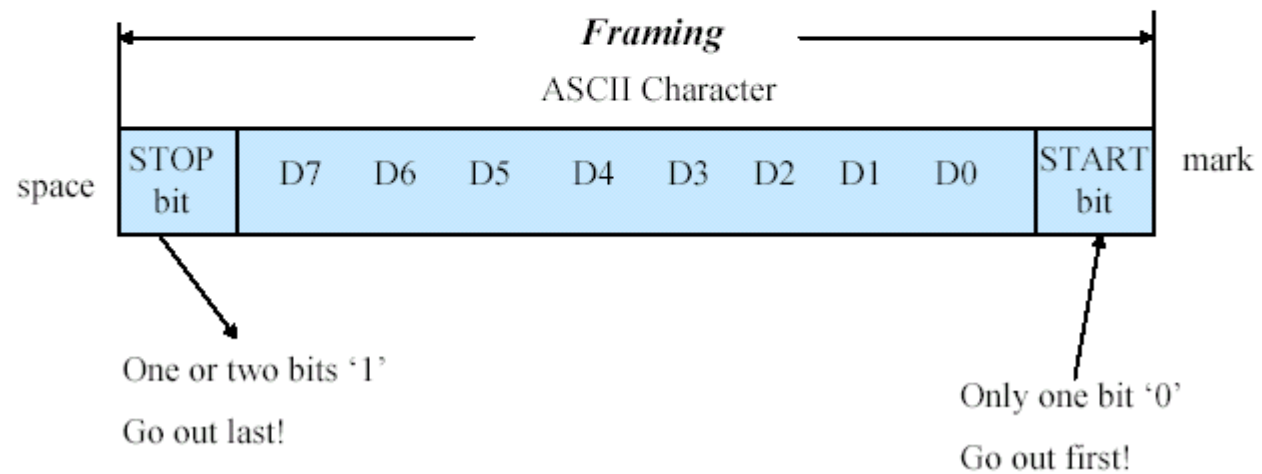 Framing
ASCII Character
space
STOP
bit
D7 D6 D5 D4 D3 D2 D1 D0
START
bit
mark
One or two bits ‘1’
Go out last!
Only one bit ‘0’
Go out first!